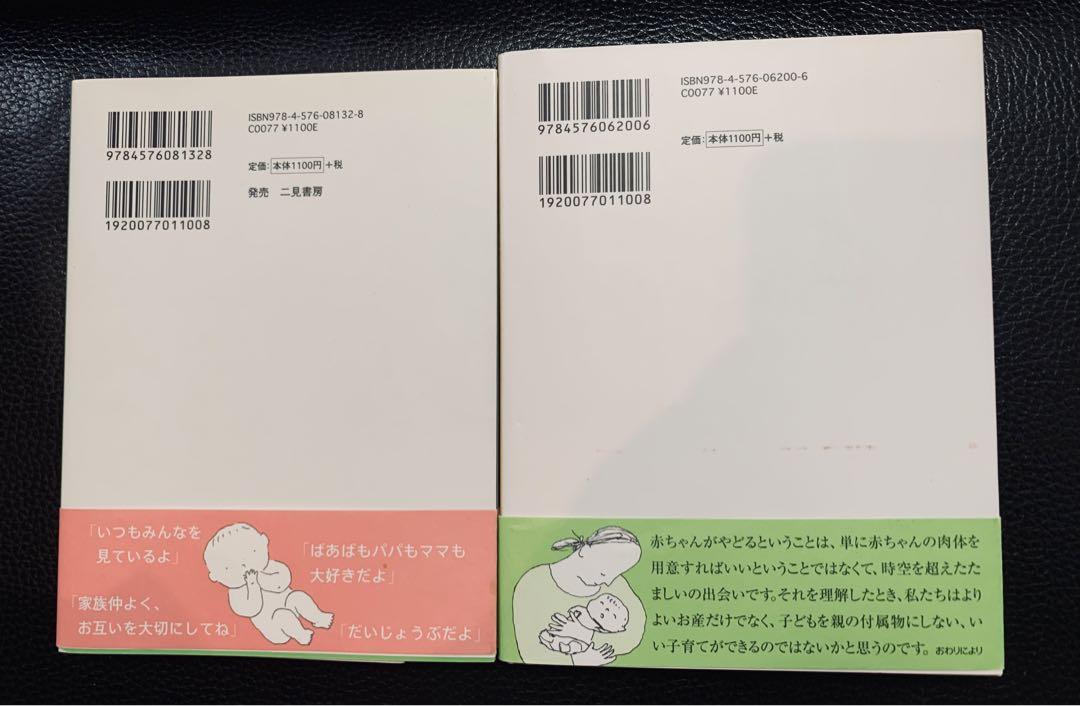 ISBN978-4-576-08132-8
C0077 ¥1100E
9784576081328
定価:本体1100円+税
発売 二見書房
1920077011008
「いつもみんなを
見ているよ」
「ばあばもパパもママも
大好きだよ」
「家族仲よく、
お互いを大切にしてね」
「だいじょうぶだよ」
ISBN978-4-576-06200-6
C0077 ¥1100E
9784576062006
定価:本体1100円+税
1920077011008
赤ちゃんがやどるということは、単に赤ちゃんの肉体を
用意すればいいということではなくて、時空を超えたた
ましいの出会いです。それを理解したとき、私たちはより
よいお産だけでなく、子どもを親の付属物にしない、い
い子育てができるのではないかと思うのです。 おわりにより